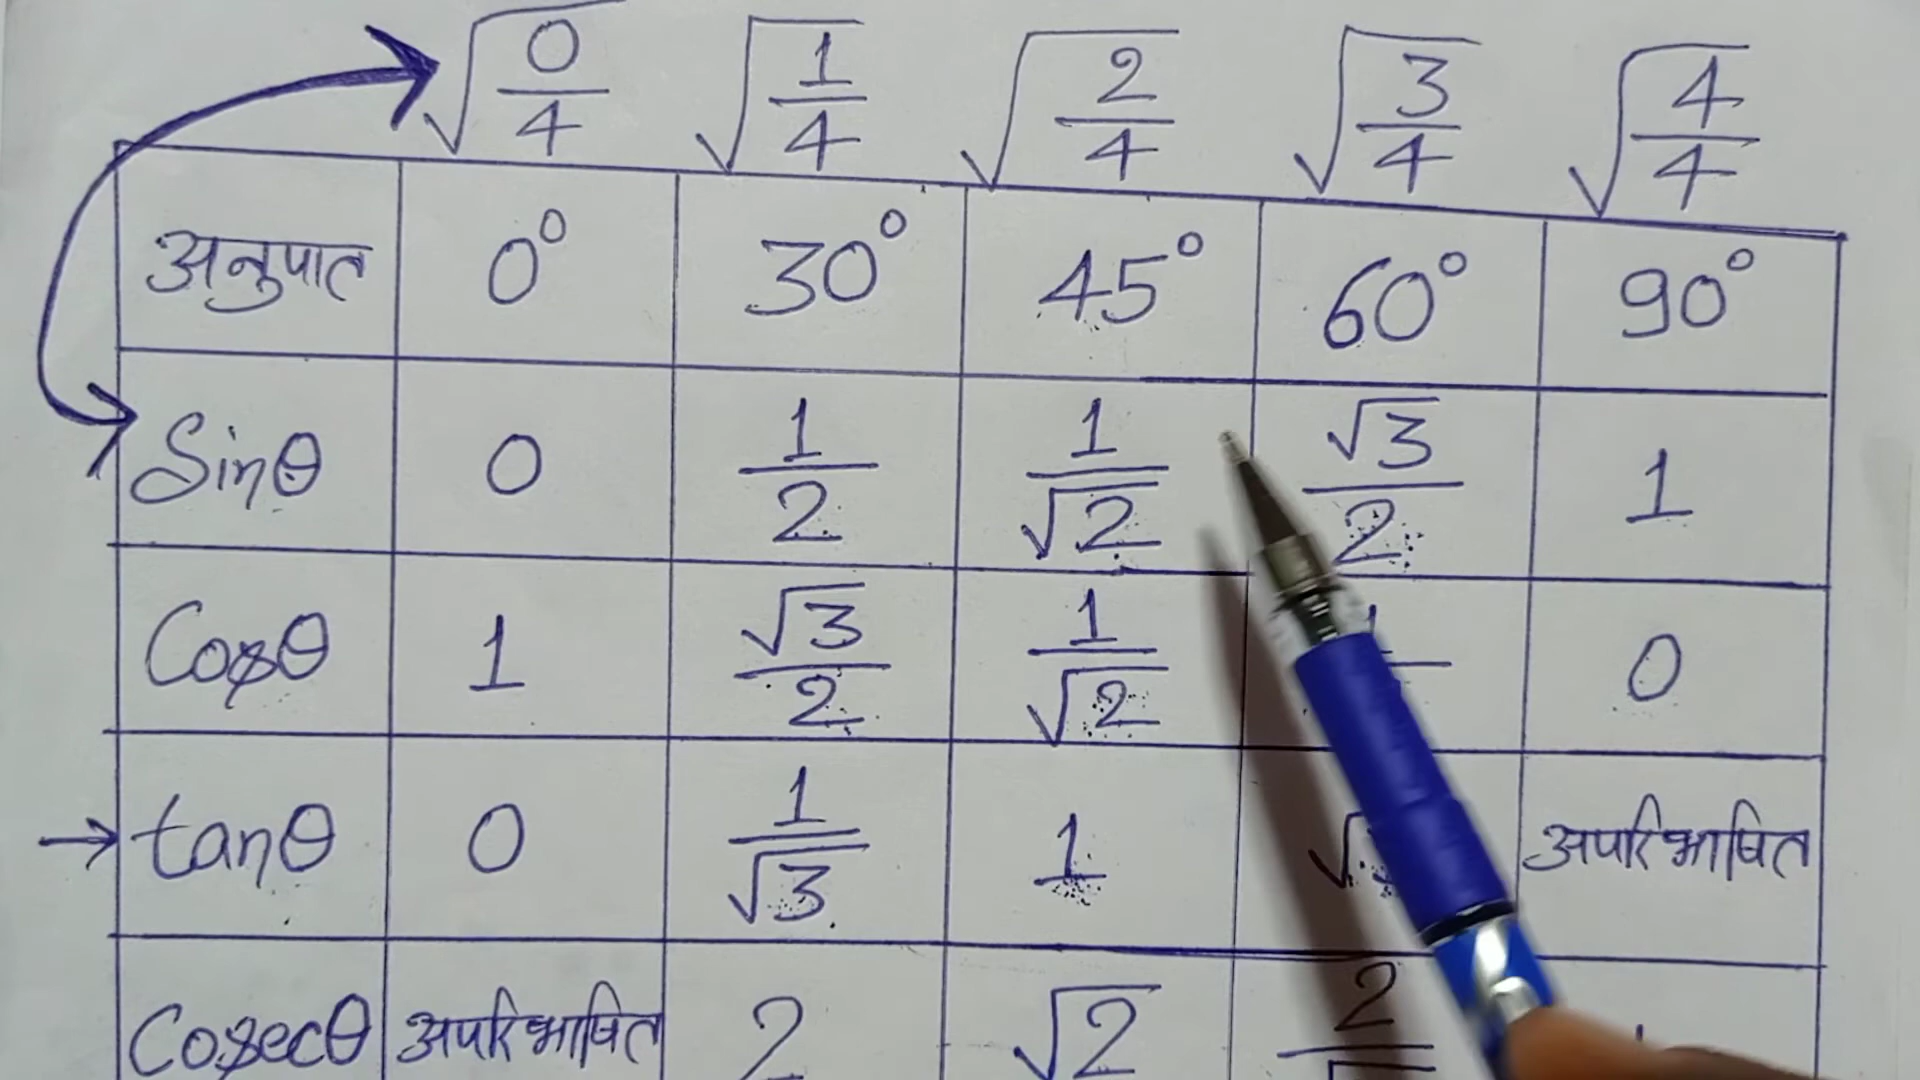 √(0/4) √(1/4) √(2/4) √(3/4) √(4/4)
अनुपात 0° 30° 45° 60° 90°
Sinθ 0 1/2 1/√2 √3/2 1
Cosθ 1 √3/2 1/√2 0
tanθ 0 1/√3 1 अपरिभाषित
Cosecθ अपरिभाषित 2 √2